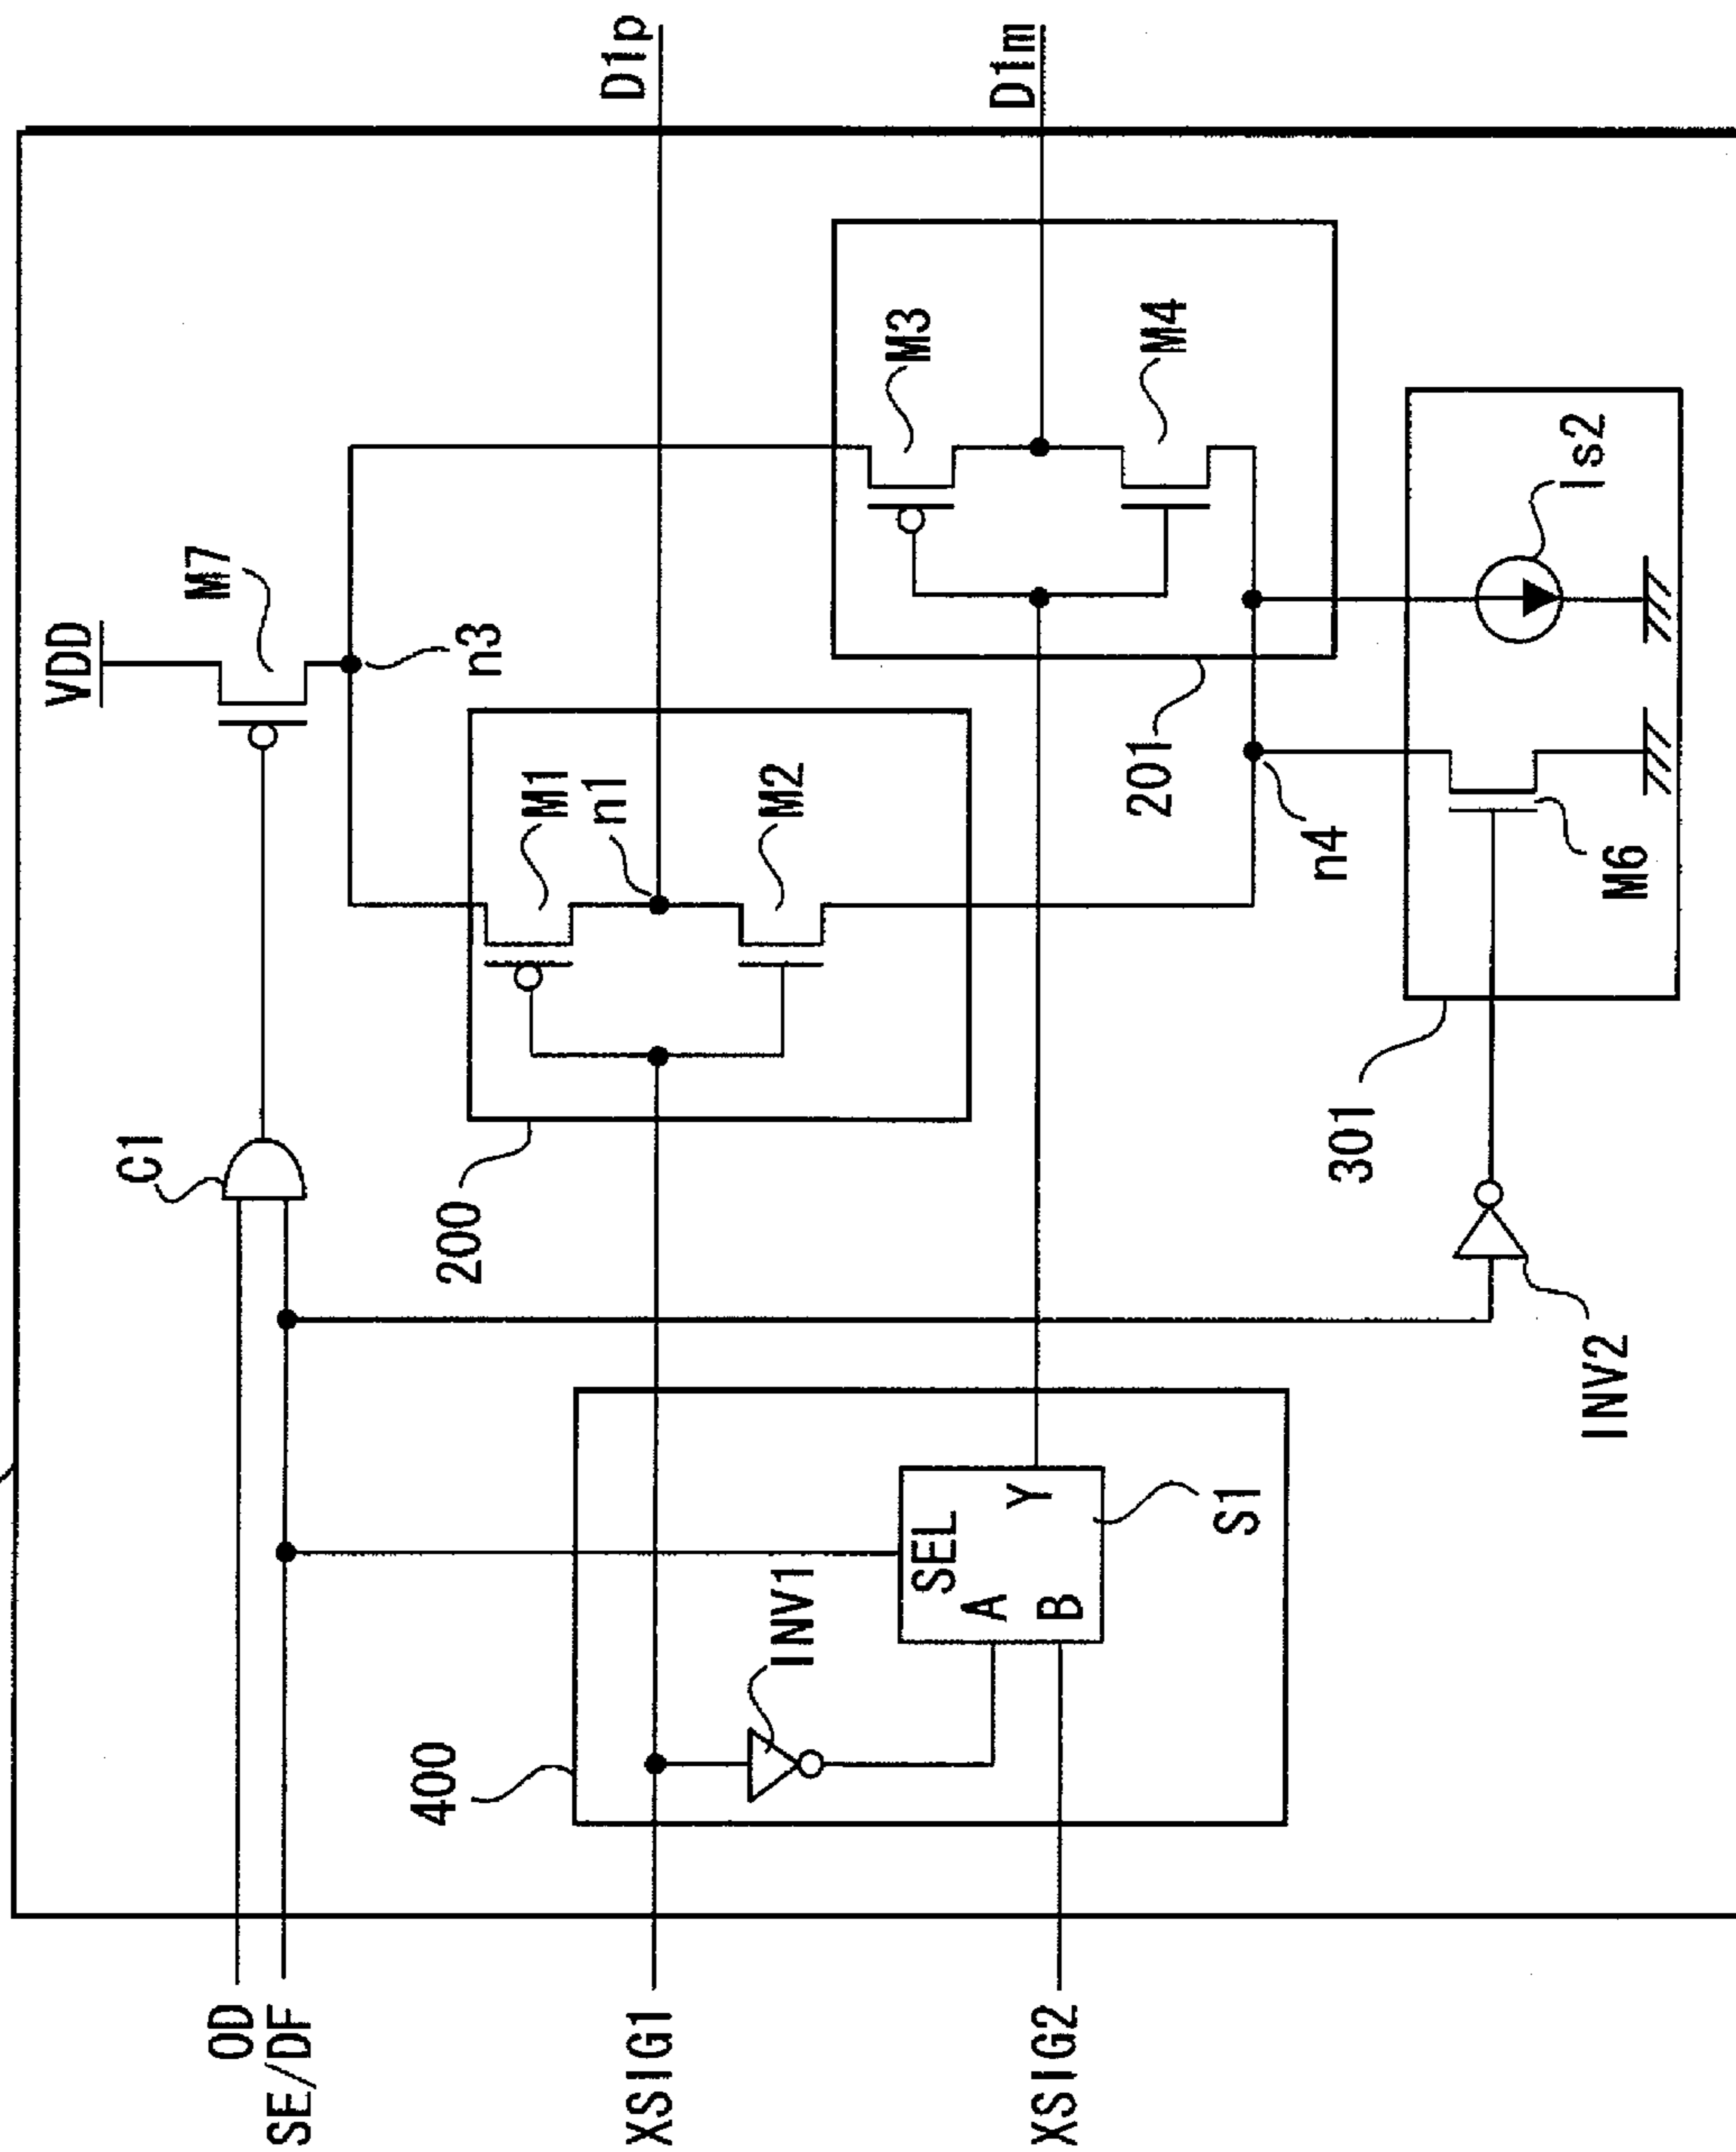 VDD
M7
n3
D1p
D1m
C1
OD
SE/DF
200
M1
n1
M2
M3
M4
201
400
INV1
SEL
A
B
Y
S1
XSIG1
XSIG2
n4
301
M6
Is2
INV2